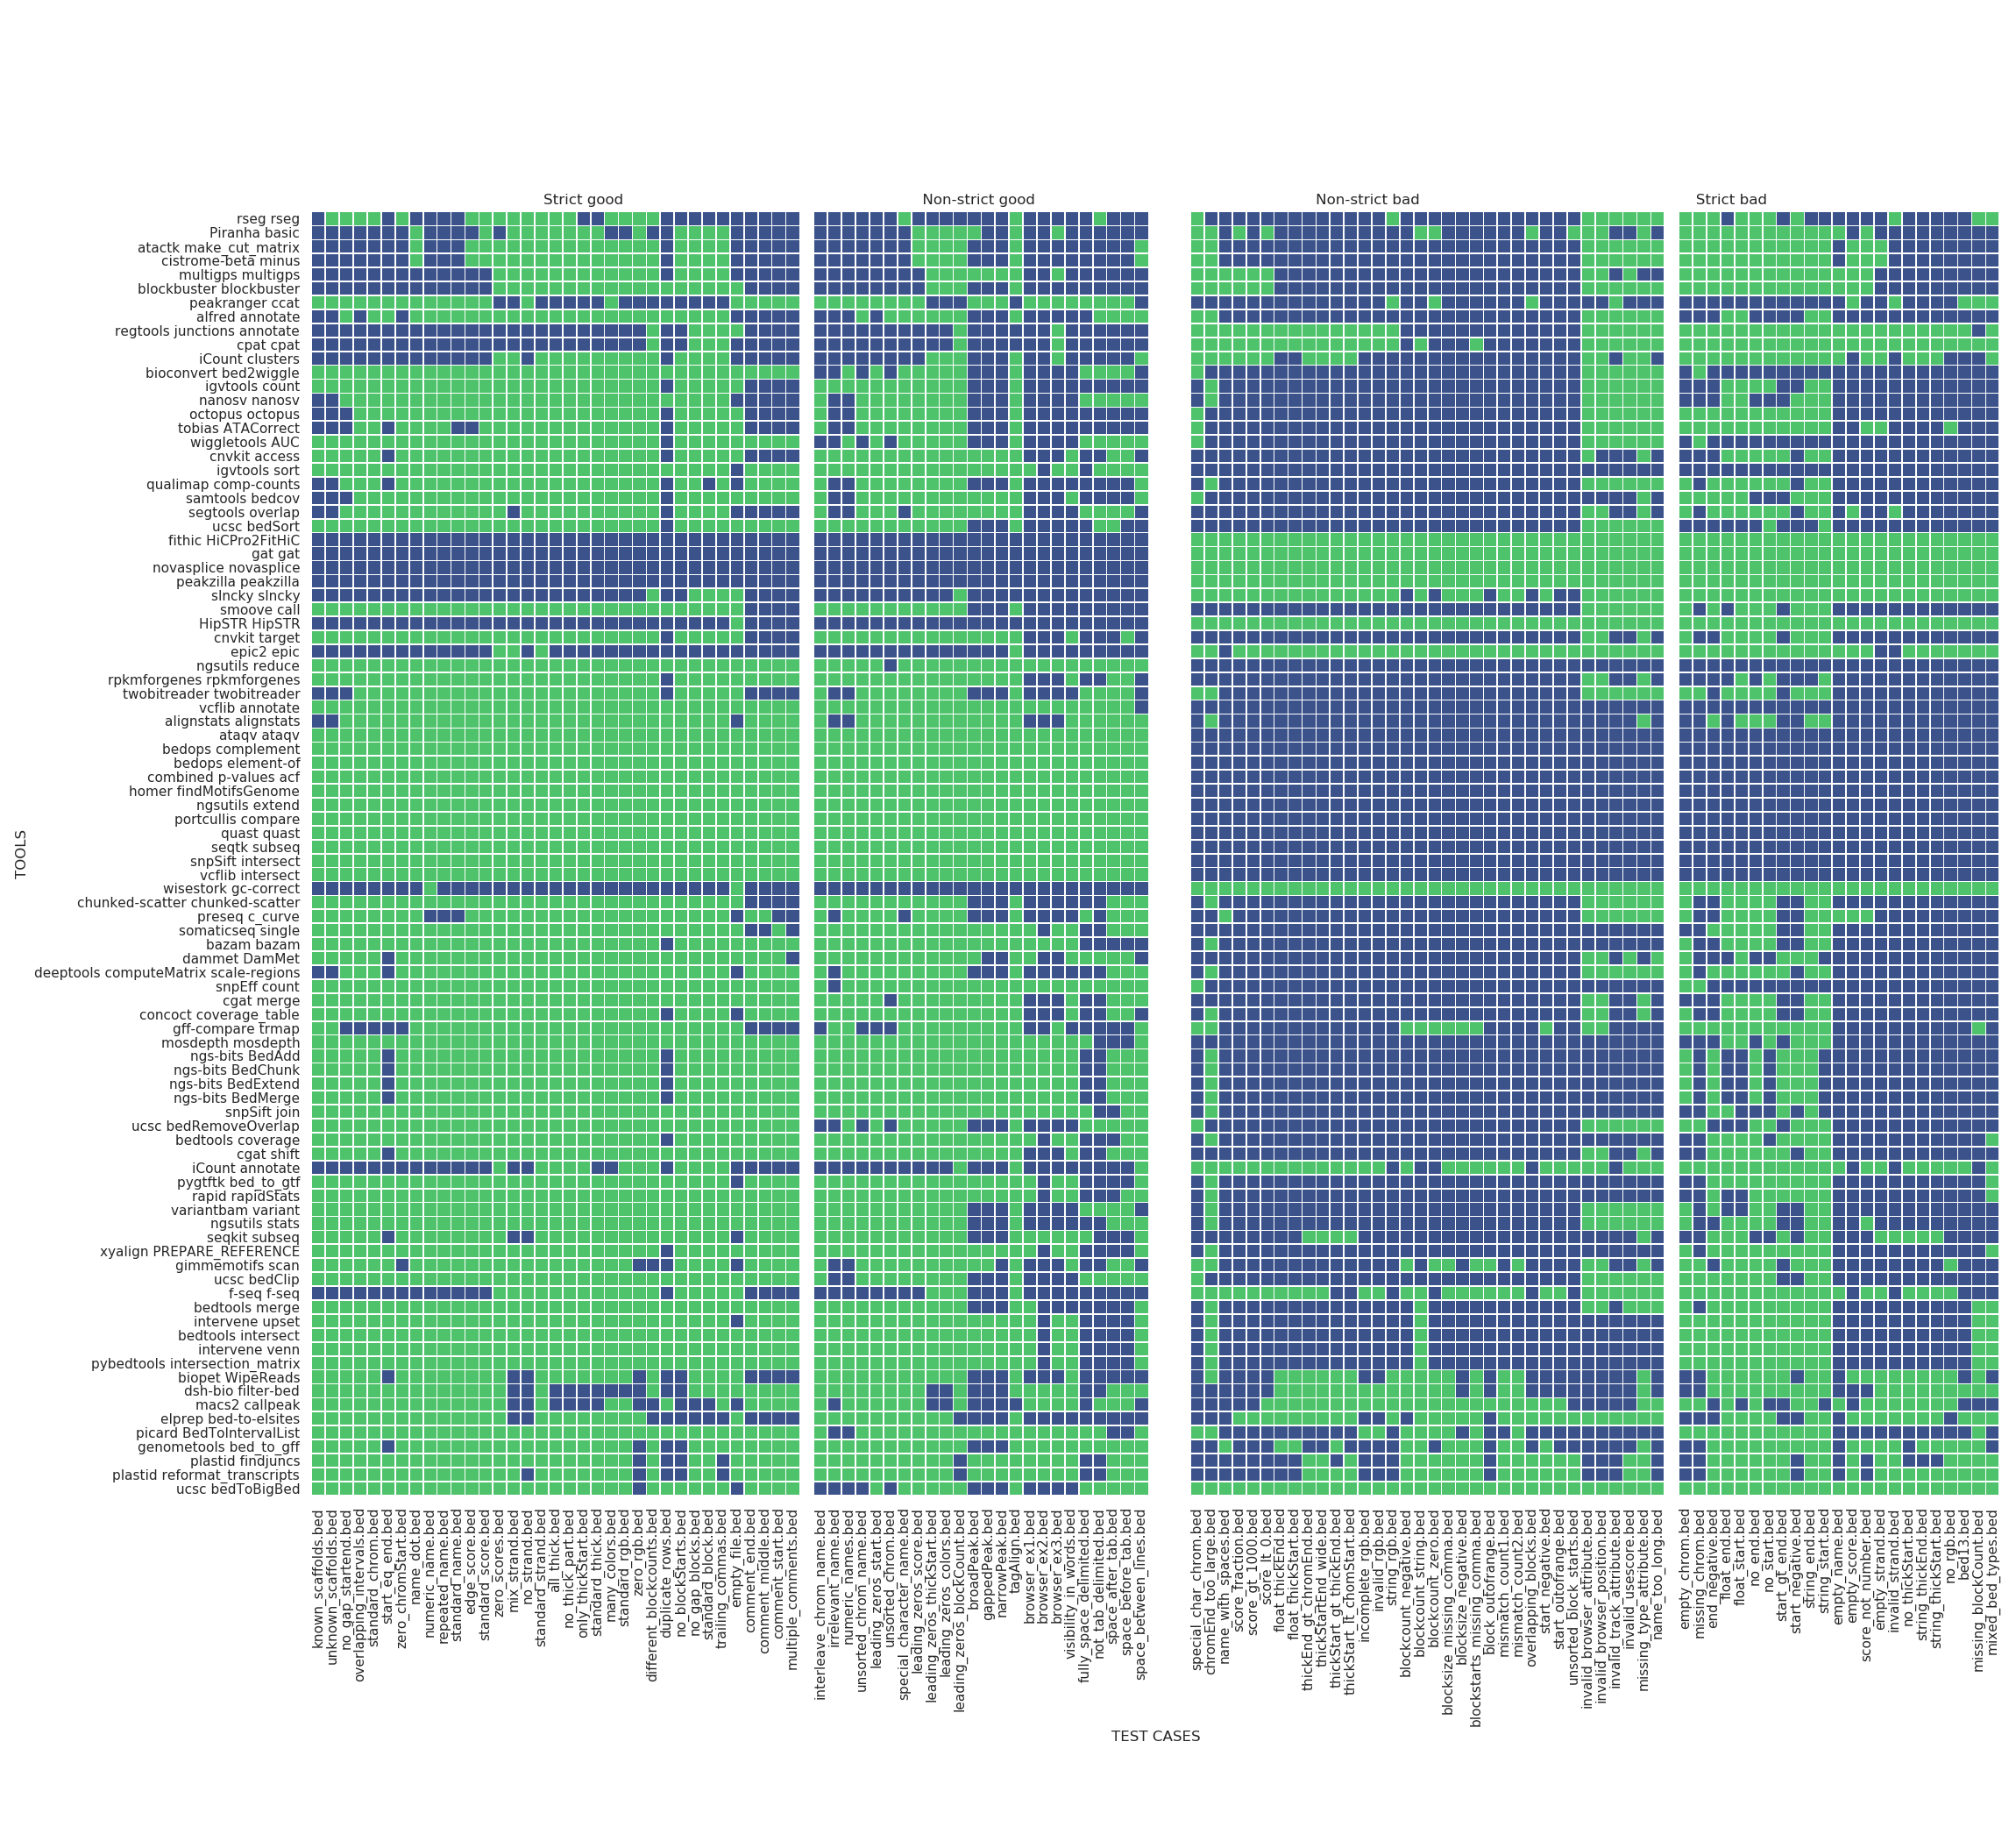 Strict good
Non-strict good
Non-strict bad
Strict bad
TOOLS
rseg rseg
Piranha basic
atactk make_cut_matrix
cistrome-beta minus
multigps multigps
blockbuster blockbuster
peakranger ccat
alfred annotate
regtools junctions annotate
cpat cpat
iCount clusters
bioconvert bed2wiggle
igvtools count
nanosv nanosv
octopus octopus
tobias ATACorrect
wiggletools AUC
cnvkit access
igvtools sort
qualimap comp-counts
samtools bedcov
segtools overlap
ucsc bedSort
fithic HiCPro2FitHiC
gat gat
novasplice novasplice
peakzilla peakzilla
slncky slncky
smoove call
HipSTR HipSTR
cnvkit target
epic2 epic
ngsutils reduce
rpkmforgenes rpkmforgenes
twobitreader twobitreader
vcflib annotate
alignstats alignstats
ataqv ataqv
bedops complement
bedops element-of
combined p-values acf
homer findMotifsGenome
ngsutils extend
portcullis compare
quast quast
seqtk subseq
snpSift intersect
vcflib intersect
wisestork gc-correct
chunked-scatter chunked-scatter
preseq c_curve
somaticseq single
bazam bazam
dammet DamMet
deeptools computeMatrix scale-regions
snpEff count
cgat merge
concoct coverage_table
gff-compare trmap
mosdepth mosdepth
ngs-bits BedAdd
ngs-bits BedChunk
ngs-bits BedExtend
ngs-bits BedMerge
snpSift join
ucsc bedRemoveOverlap
bedtools coverage
cgat shift
iCount annotate
pygtftk bed_to_gtf
rapid rapidStats
variantbam variant
ngsutils stats
seqkit subseq
xyalign PREPARE_REFERENCE
gimmemotifs scan
ucsc bedClip
f-seq f-seq
bedtools merge
intervene upset
bedtools intersect
intervene venn
pybedtools intersection_matrix
biopet WipeReads
dsh-bio filter-bed
macs2 callpeak
elprep bed-to-elsites
picard BedToIntervalList
genometools bed_to_gff
plastid findjuncs
plastid reformat_transcripts
ucsc bedToBigBed
known_scaffolds.bed
unknown_scaffolds.bed
no_gap_startend.bed
overlapping_intervals.bed
standard_chrom.bed
start_eq_end.bed
zero_chromStart.bed
name_dot.bed
numeric_name.bed
repeated_name.bed
standard_name.bed
edge_score.bed
standard_score.bed
zero_scores.bed
mix_strand.bed
no_strand.bed
standard_strand.bed
all_thick.bed
no_thick_part.bed
only_thickStart.bed
standard_thick.bed
many_colors.bed
standard_rgb.bed
zero_rgb.bed
different_blockcounts.bed
duplicate_rows.bed
no_blockStarts.bed
no_gap_blocks.bed
standard_block.bed
trailing_commas.bed
empty_file.bed
comment_end.bed
comment_middle.bed
comment_start.bed
multiple_comments.bed
interleave_chrom_name.bed
irrelevant_name.bed
numeric_names.bed
unsorted_chrom_name.bed
leading_zeros_start.bed
unsorted_chrom.bed
special_character_name.bed
leading_zeros_score.bed
leading_zeros_thickStart.bed
leading_zeros_colors.bed
leading_zeros_blockCount.bed
broadPeak.bed
gappedPeak.bed
narrowPeak.bed
tagAlign.bed
browser_ex1.bed
browser_ex2.bed
browser_ex3.bed
visibility_in_words.bed
fully_space_delimited.bed
not_tab_delimited.bed
space_after_tab.bed
space_before_tab.bed
space_between_lines.bed
special_char_chrom.bed
chromEnd_too_large.bed
name_with_spaces.bed
score_fraction.bed
score_gt_1000.bed
score_lt_0.bed
float_thickEnd.bed
float_thickStart.bed
thickEnd_gt_chromEnd.bed
thickStartEnd_wide.bed
thickStart_gt_thickEnd.bed
thickStart_lt_chomStart.bed
incomplete_rgb.bed
invalid_rgb.bed
string_rgb.bed
blockcount_negative.bed
blockcount_string.bed
blockcount_zero.bed
blocksize_missing_comma.bed
blocksize_negative.bed
blockstarts_missing_comma.bed
block_outofrange.bed
mismatch_count1.bed
mismatch_count2.bed
overlapping_blocks.bed
start_negative.bed
start_outofrange.bed
unsorted_block_starts.bed
invalid_browser_attribute.bed
invalid_browser_position.bed
invalid_track_attribute.bed
invalid_usescore.bed
missing_type_attribute.bed
name_too_long.bed
empty_chrom.bed
missing_chrom.bed
end_negative.bed
float_end.bed
float_start.bed
no_end.bed
no_start.bed
start_gt_end.bed
start_negative.bed
string_end.bed
string_start.bed
empty_name.bed
empty_score.bed
score_not_number.bed
empty_strand.bed
invalid_strand.bed
no_thickStart.bed
string_thickEnd.bed
string_thickStart.bed
no_rgb.bed
bed13.bed
missing_blockCount.bed
mixed_bed_types.bed
TEST CASES